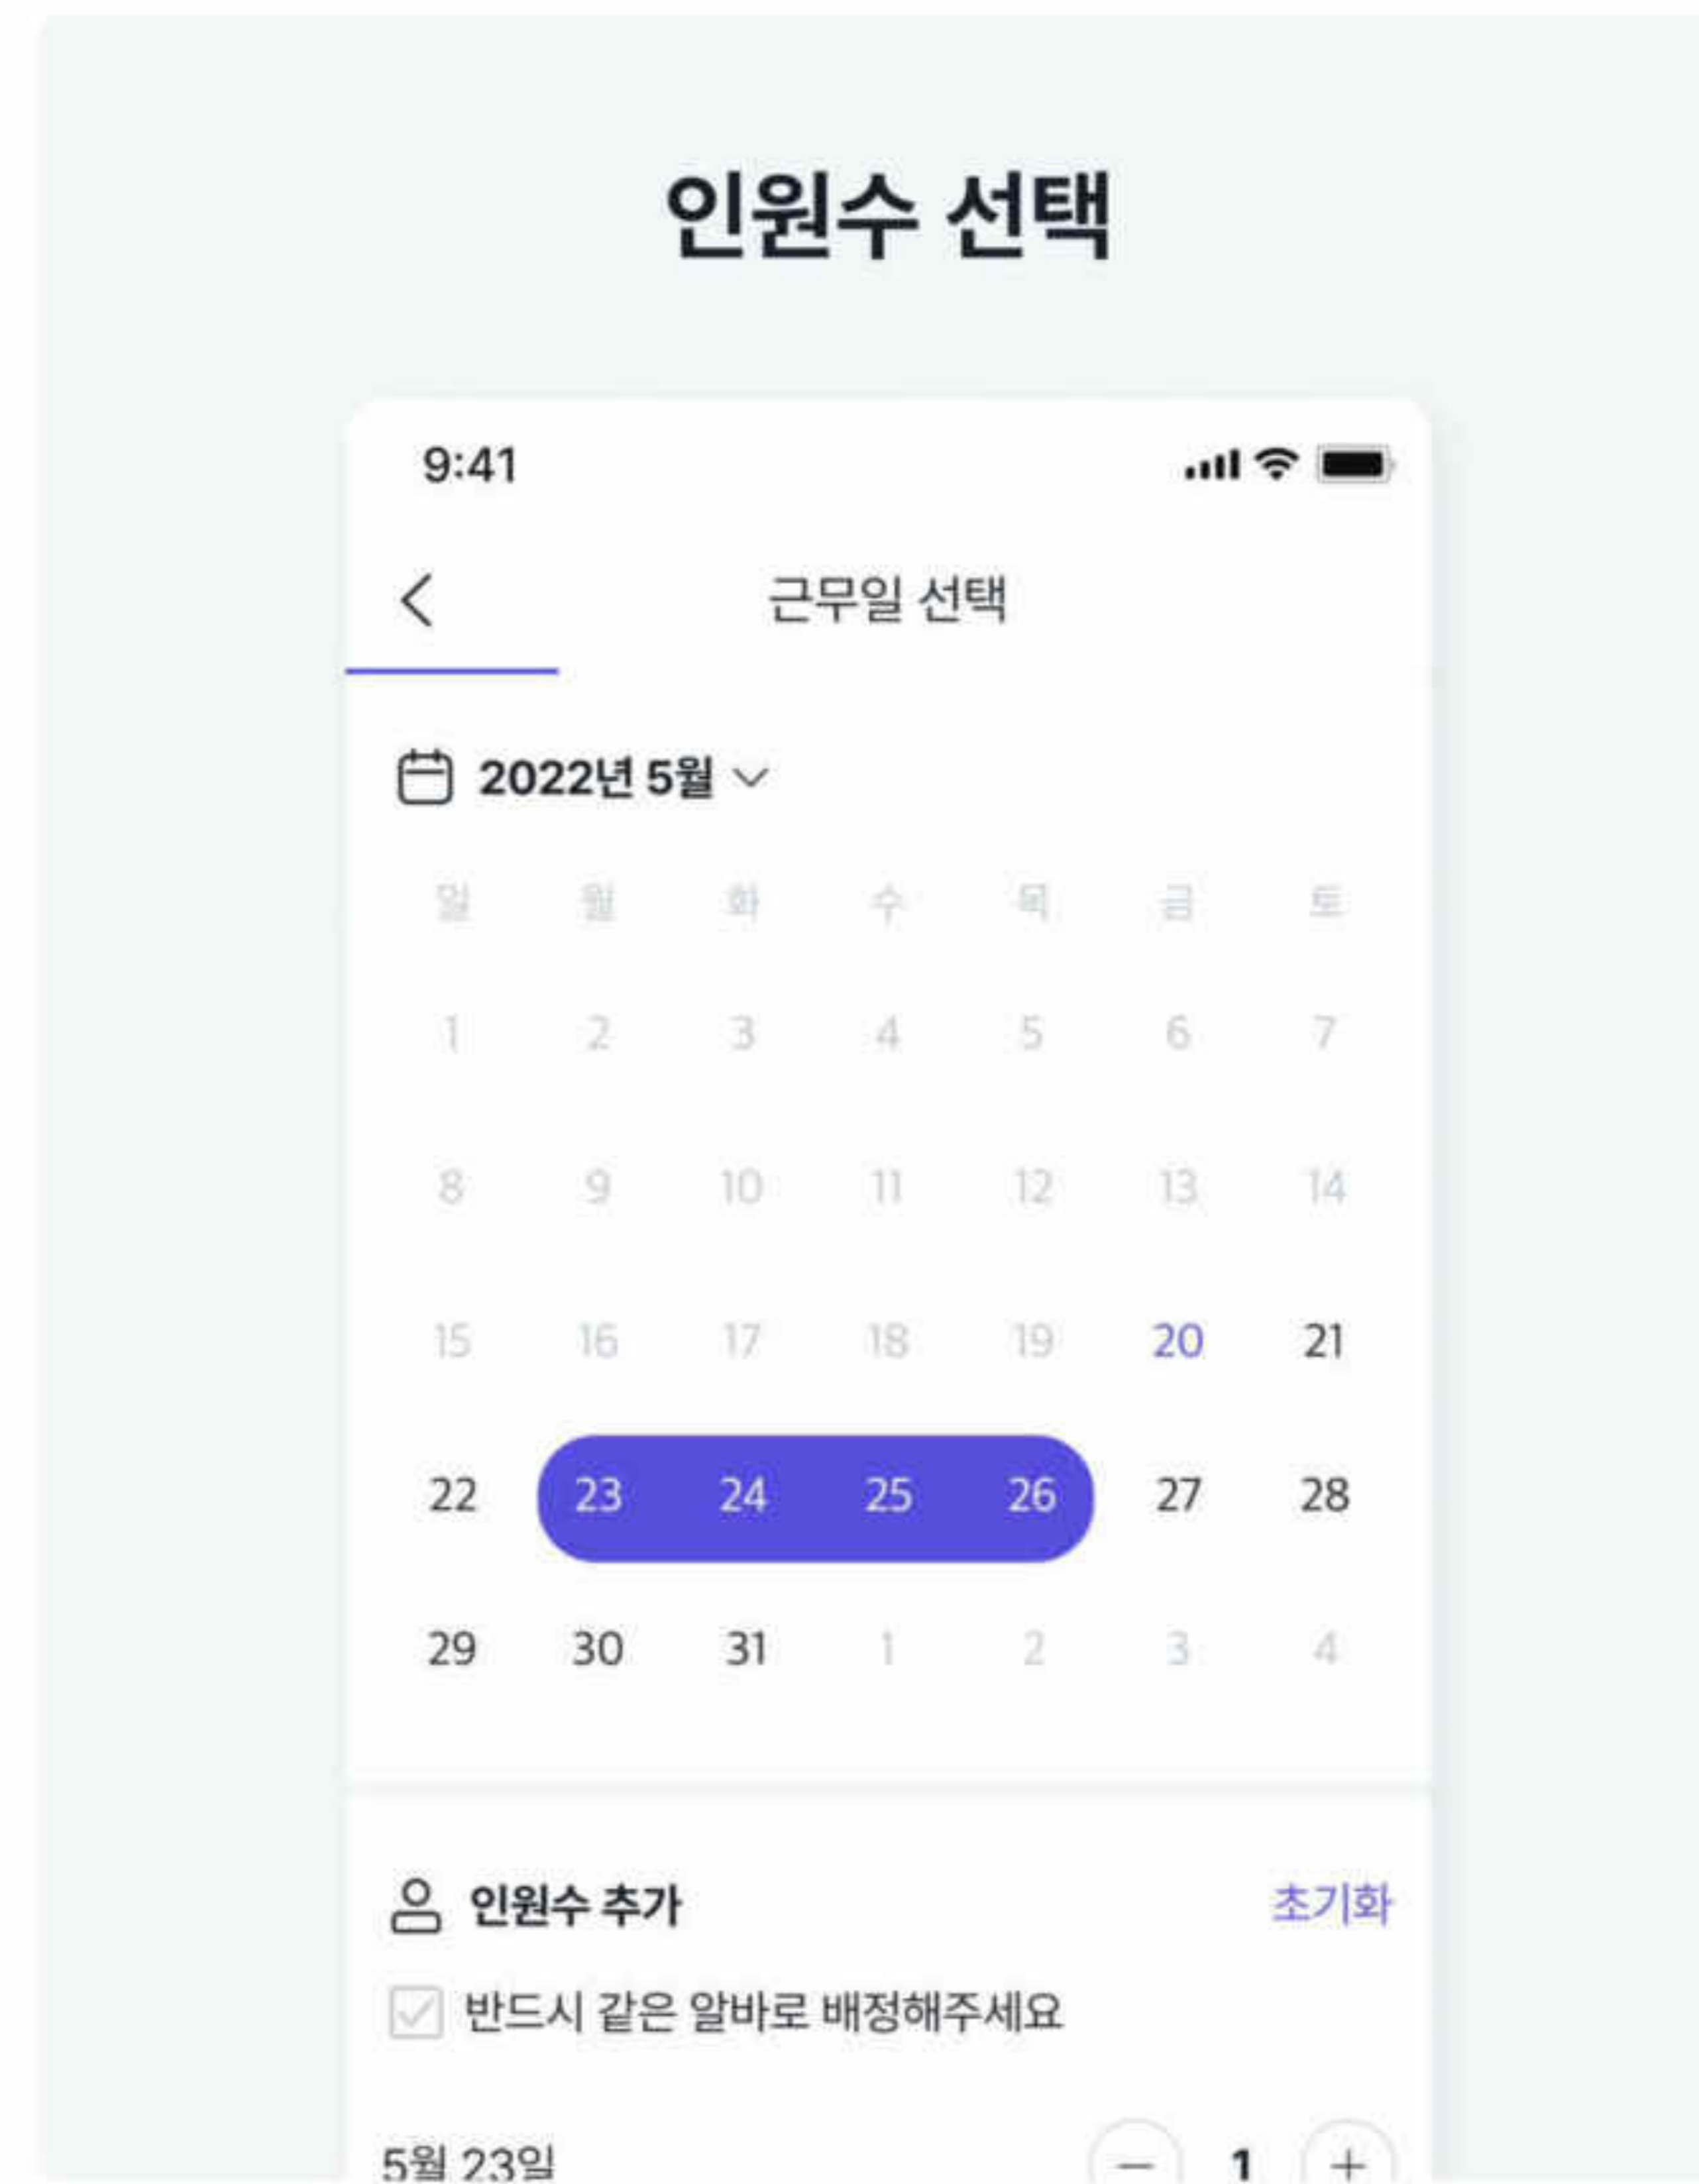 인원수 선택
9:41
근무일 선택
2022년 5월
일 월 화 수 목 금 토
1 2 3 4 5 6 7
8 9 10 11 12 13 14
15 16 17 18 19 20 21
22 23 24 25 26 27 28
29 30 31 1 2 3 4
인원수 추가 초기화
반드시 같은 알바로 배정해주세요
5월 23일 − 1 +